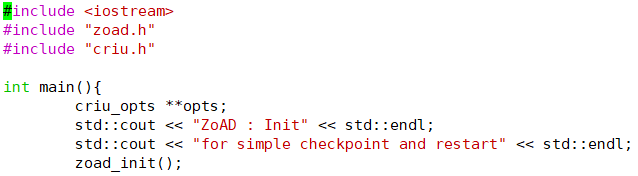 #include <iostream>
#include "zoad.h"
#include "criu.h"
int main(){
criu_opts **opts;
std::cout << "ZoAD : Init" << std::endl;
std::cout << "for simple checkpoint and restart" << std::endl;
zoad_init();